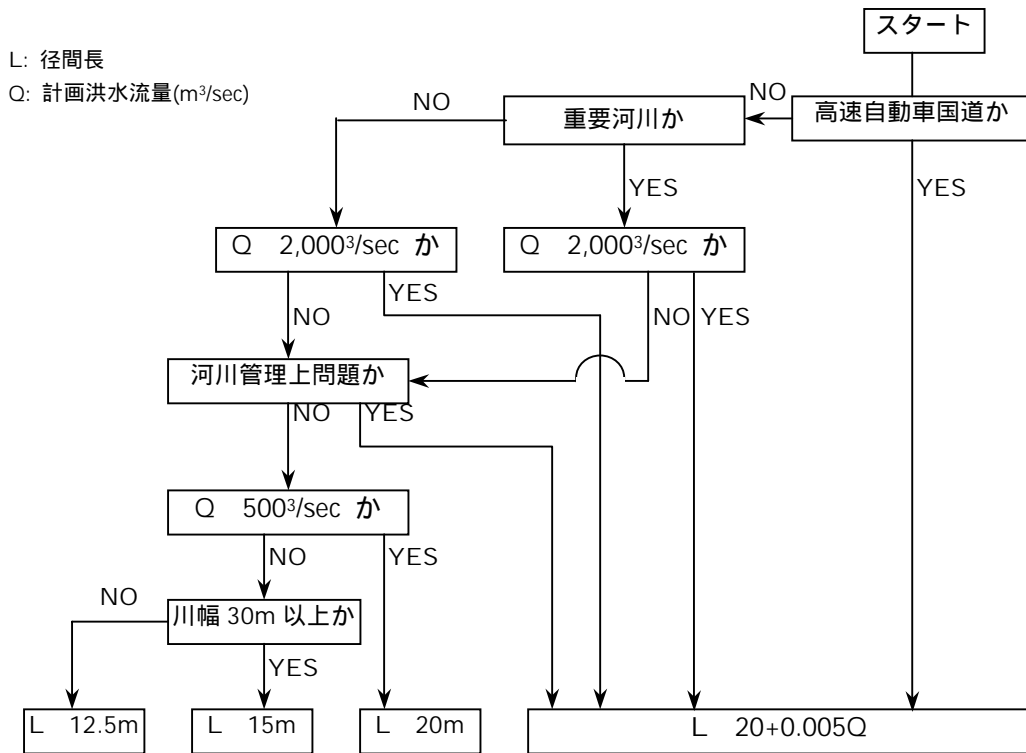 スタート
L: 径間長
Q: 計画洪水流量(m³/sec)
NO
重要河川か
NO
高速自動車国道か
YES
YES
Q 2,000³/sec か
Q 2,000³/sec か
YES
NO
NO YES
河川管理上問題か
NO YES
Q 500³/sec か
NO
YES
NO
川幅 30m 以上か
YES
L 12.5m
L 15m
L 20m
L 20+0.005Q